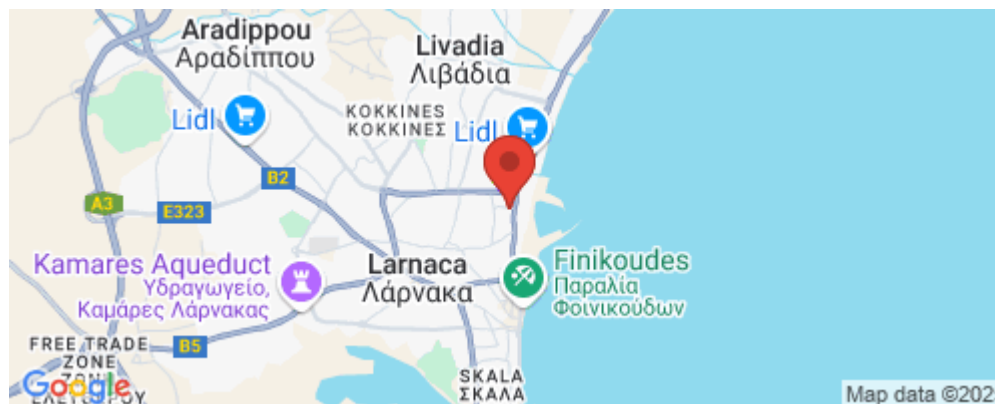 Aradippou
Αραδίππου
Livadia
Λιβάδια
Lidl
ΚΟΚΚΙΝΕS
ΚΟΚΚΙΝΕΣ
Lidl
B2
A3
E323
Kamares Aqueduct
Υδραγωγείο,
Καμάρες Λάρνακας
Larnaca
Λάρνακα
Finikoudes
Παραλία
Φοινικούδων
B5
FREE TRADE
ZONE
SKALA
ΣΚΑΛΑ
Google
Map data ©202